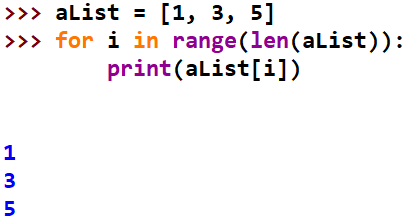 >>> aList = [1, 3, 5]
>>> for i in range(len(aList)):
        print(aList[i])
1
3
5